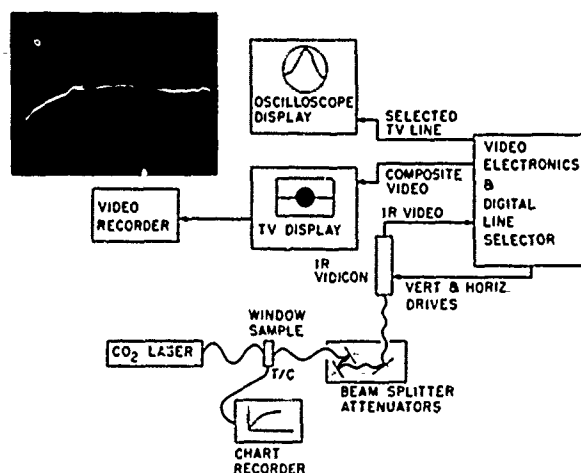 OSCILLOSCOPE
DISPLAY
SELECTED
TV LINE
VIDEO
ELECTRONICS
&
DIGITAL
LINE
SELECTOR
COMPOSITE
VIDEO
VIDEO
RECORDER
TV DISPLAY
IR VIDEO
IR
VIDICON
VERT & HORIZ
DRIVES
WINDOW
SAMPLE
CO₂ LASER
T/C
BEAM SPLITTER
ATTENUATORS
CHART
RECORDER